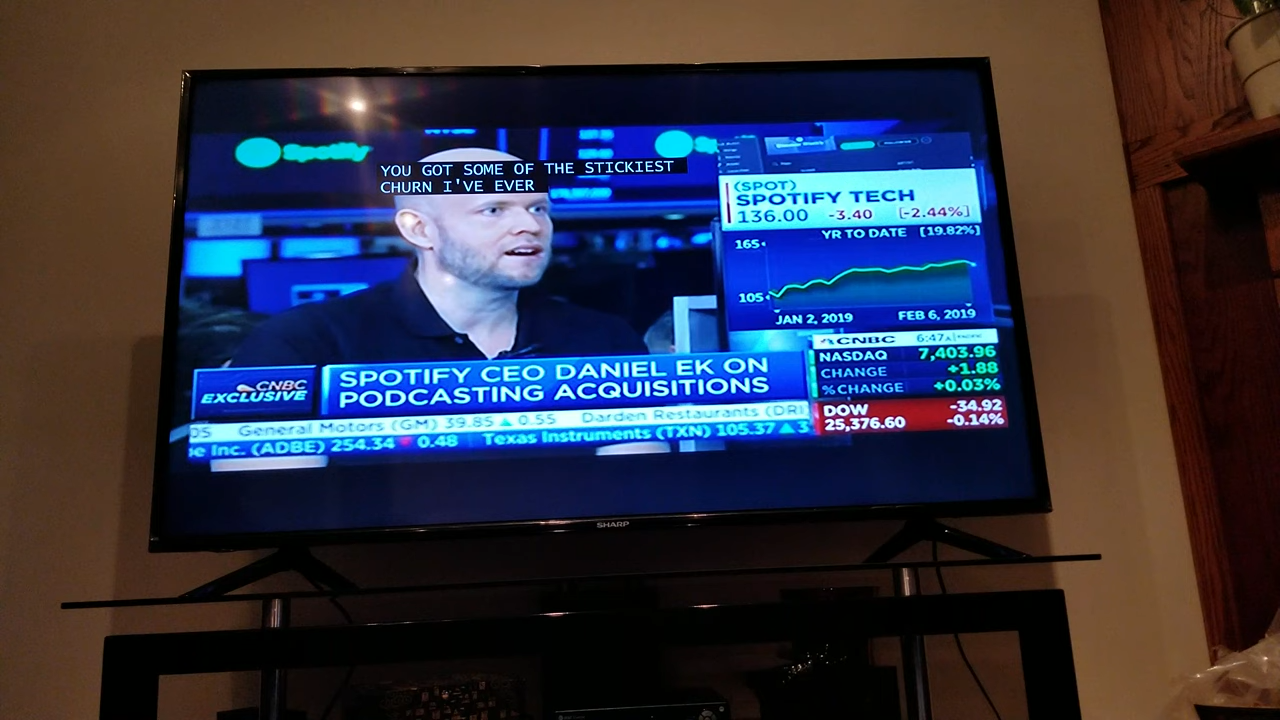 Spotify
YOU GOT SOME OF THE STICKIEST
CHURN I'VE EVER
(SPOT)
SPOTIFY TECH
136.00 -3.40 [-2.44%]
YR TO DATE [19.82%]
165
105
JAN 2, 2019 FEB 6, 2019
CNBC 6:47A
NASDAQ 7,403.96
CHANGE +1.88
% CHANGE +0.03%
DOW -34.92
25,376.60 -0.14%
CNBC
EXCLUSIVE
SPOTIFY CEO DANIEL EK ON
PODCASTING ACQUISITIONS
General Motors (GM) 39.85 ▲ 0.55 Darden Restaurants (DRI)
e Inc. (ADBE) 254.34 ▼ 0.48 Texas Instruments (TXN) 105.37 ▲ 3
SHARP